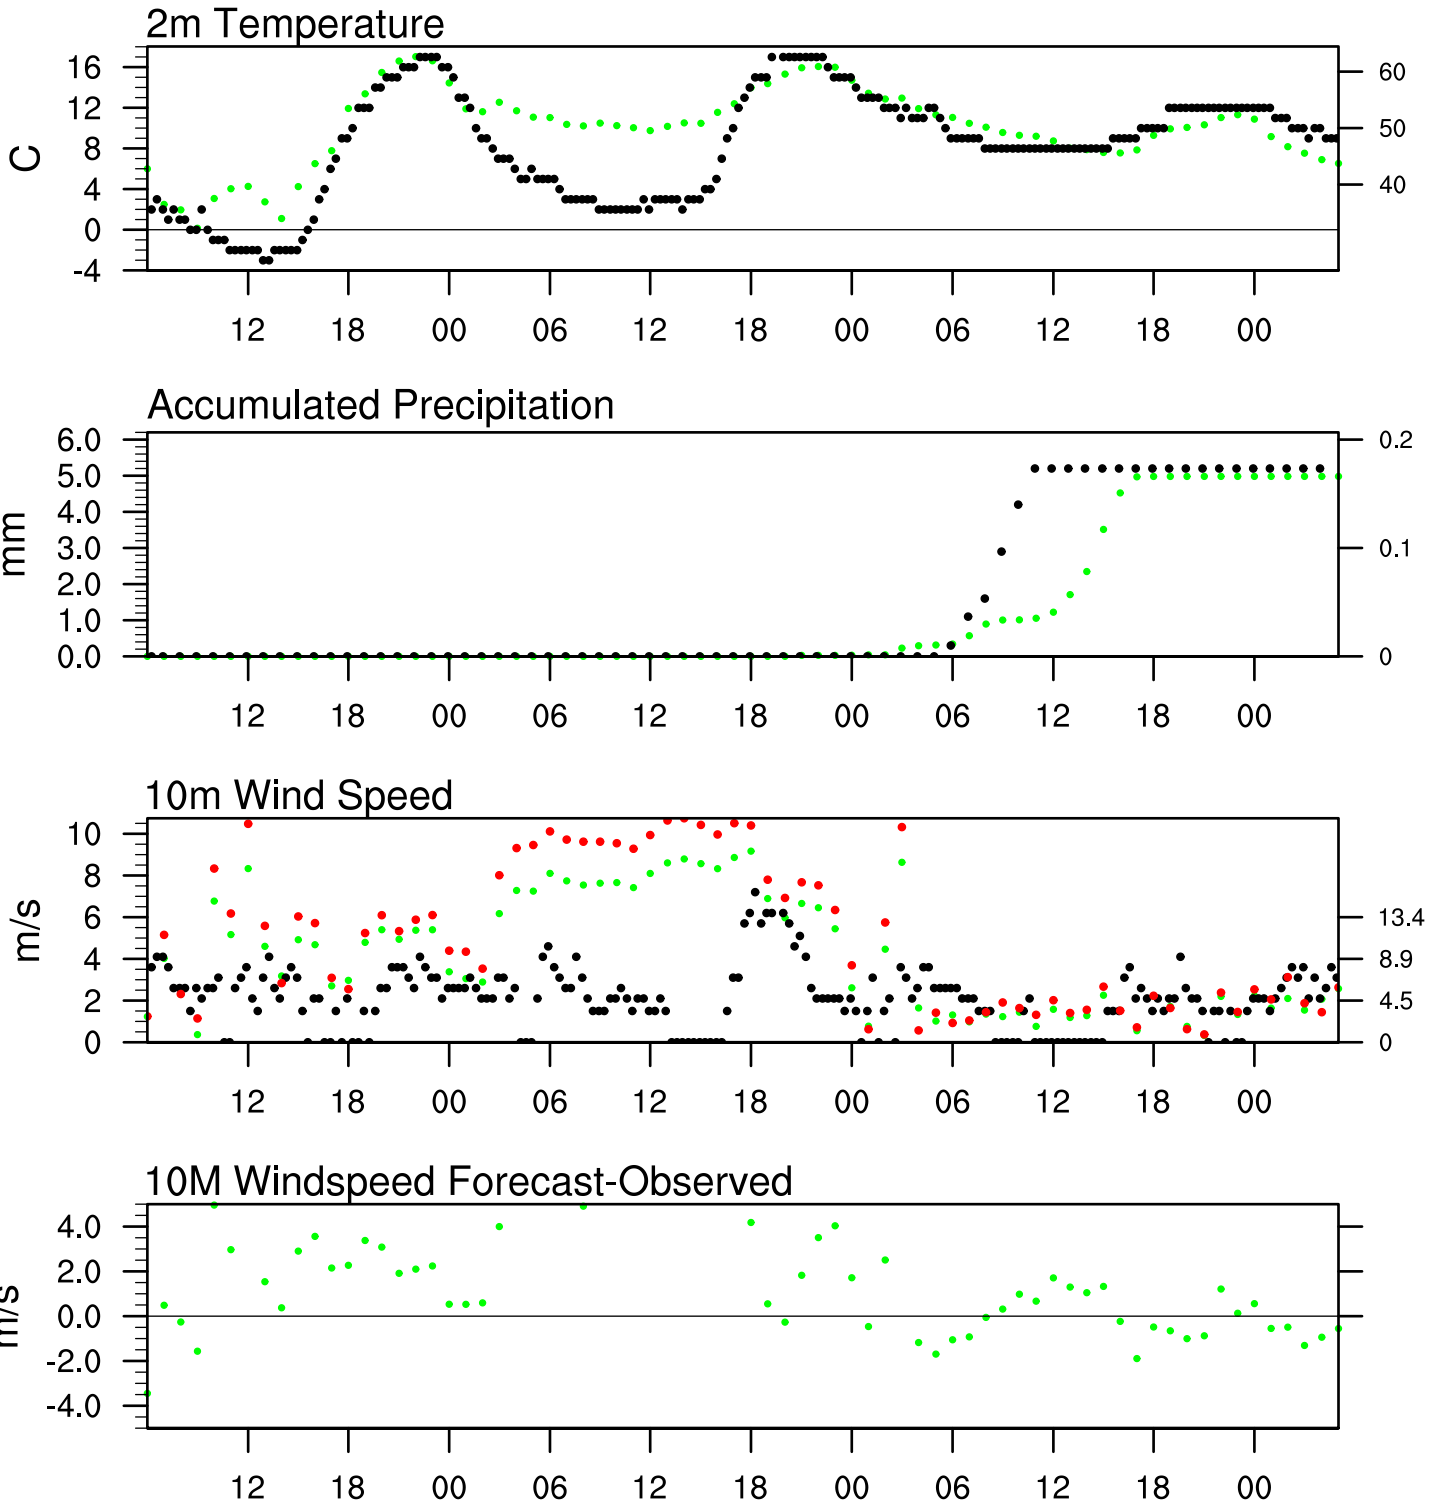 2m Temperature
C
16
12
8
4
0
-4
60
50
40
12 18 00 06 12 18 00 06 12 18 00
Accumulated Precipitation
mm
6.0
5.0
4.0
3.0
2.0
1.0
0.0
0.2
0.1
0
12 18 00 06 12 18 00 06 12 18 00
10m Wind Speed
m/s
10
8
6
4
2
0
13.4
8.9
4.5
0
12 18 00 06 12 18 00 06 12 18 00
10M Windspeed Forecast-Observed
m/s
4.0
2.0
0.0
-2.0
-4.0
12 18 00 06 12 18 00 06 12 18 00